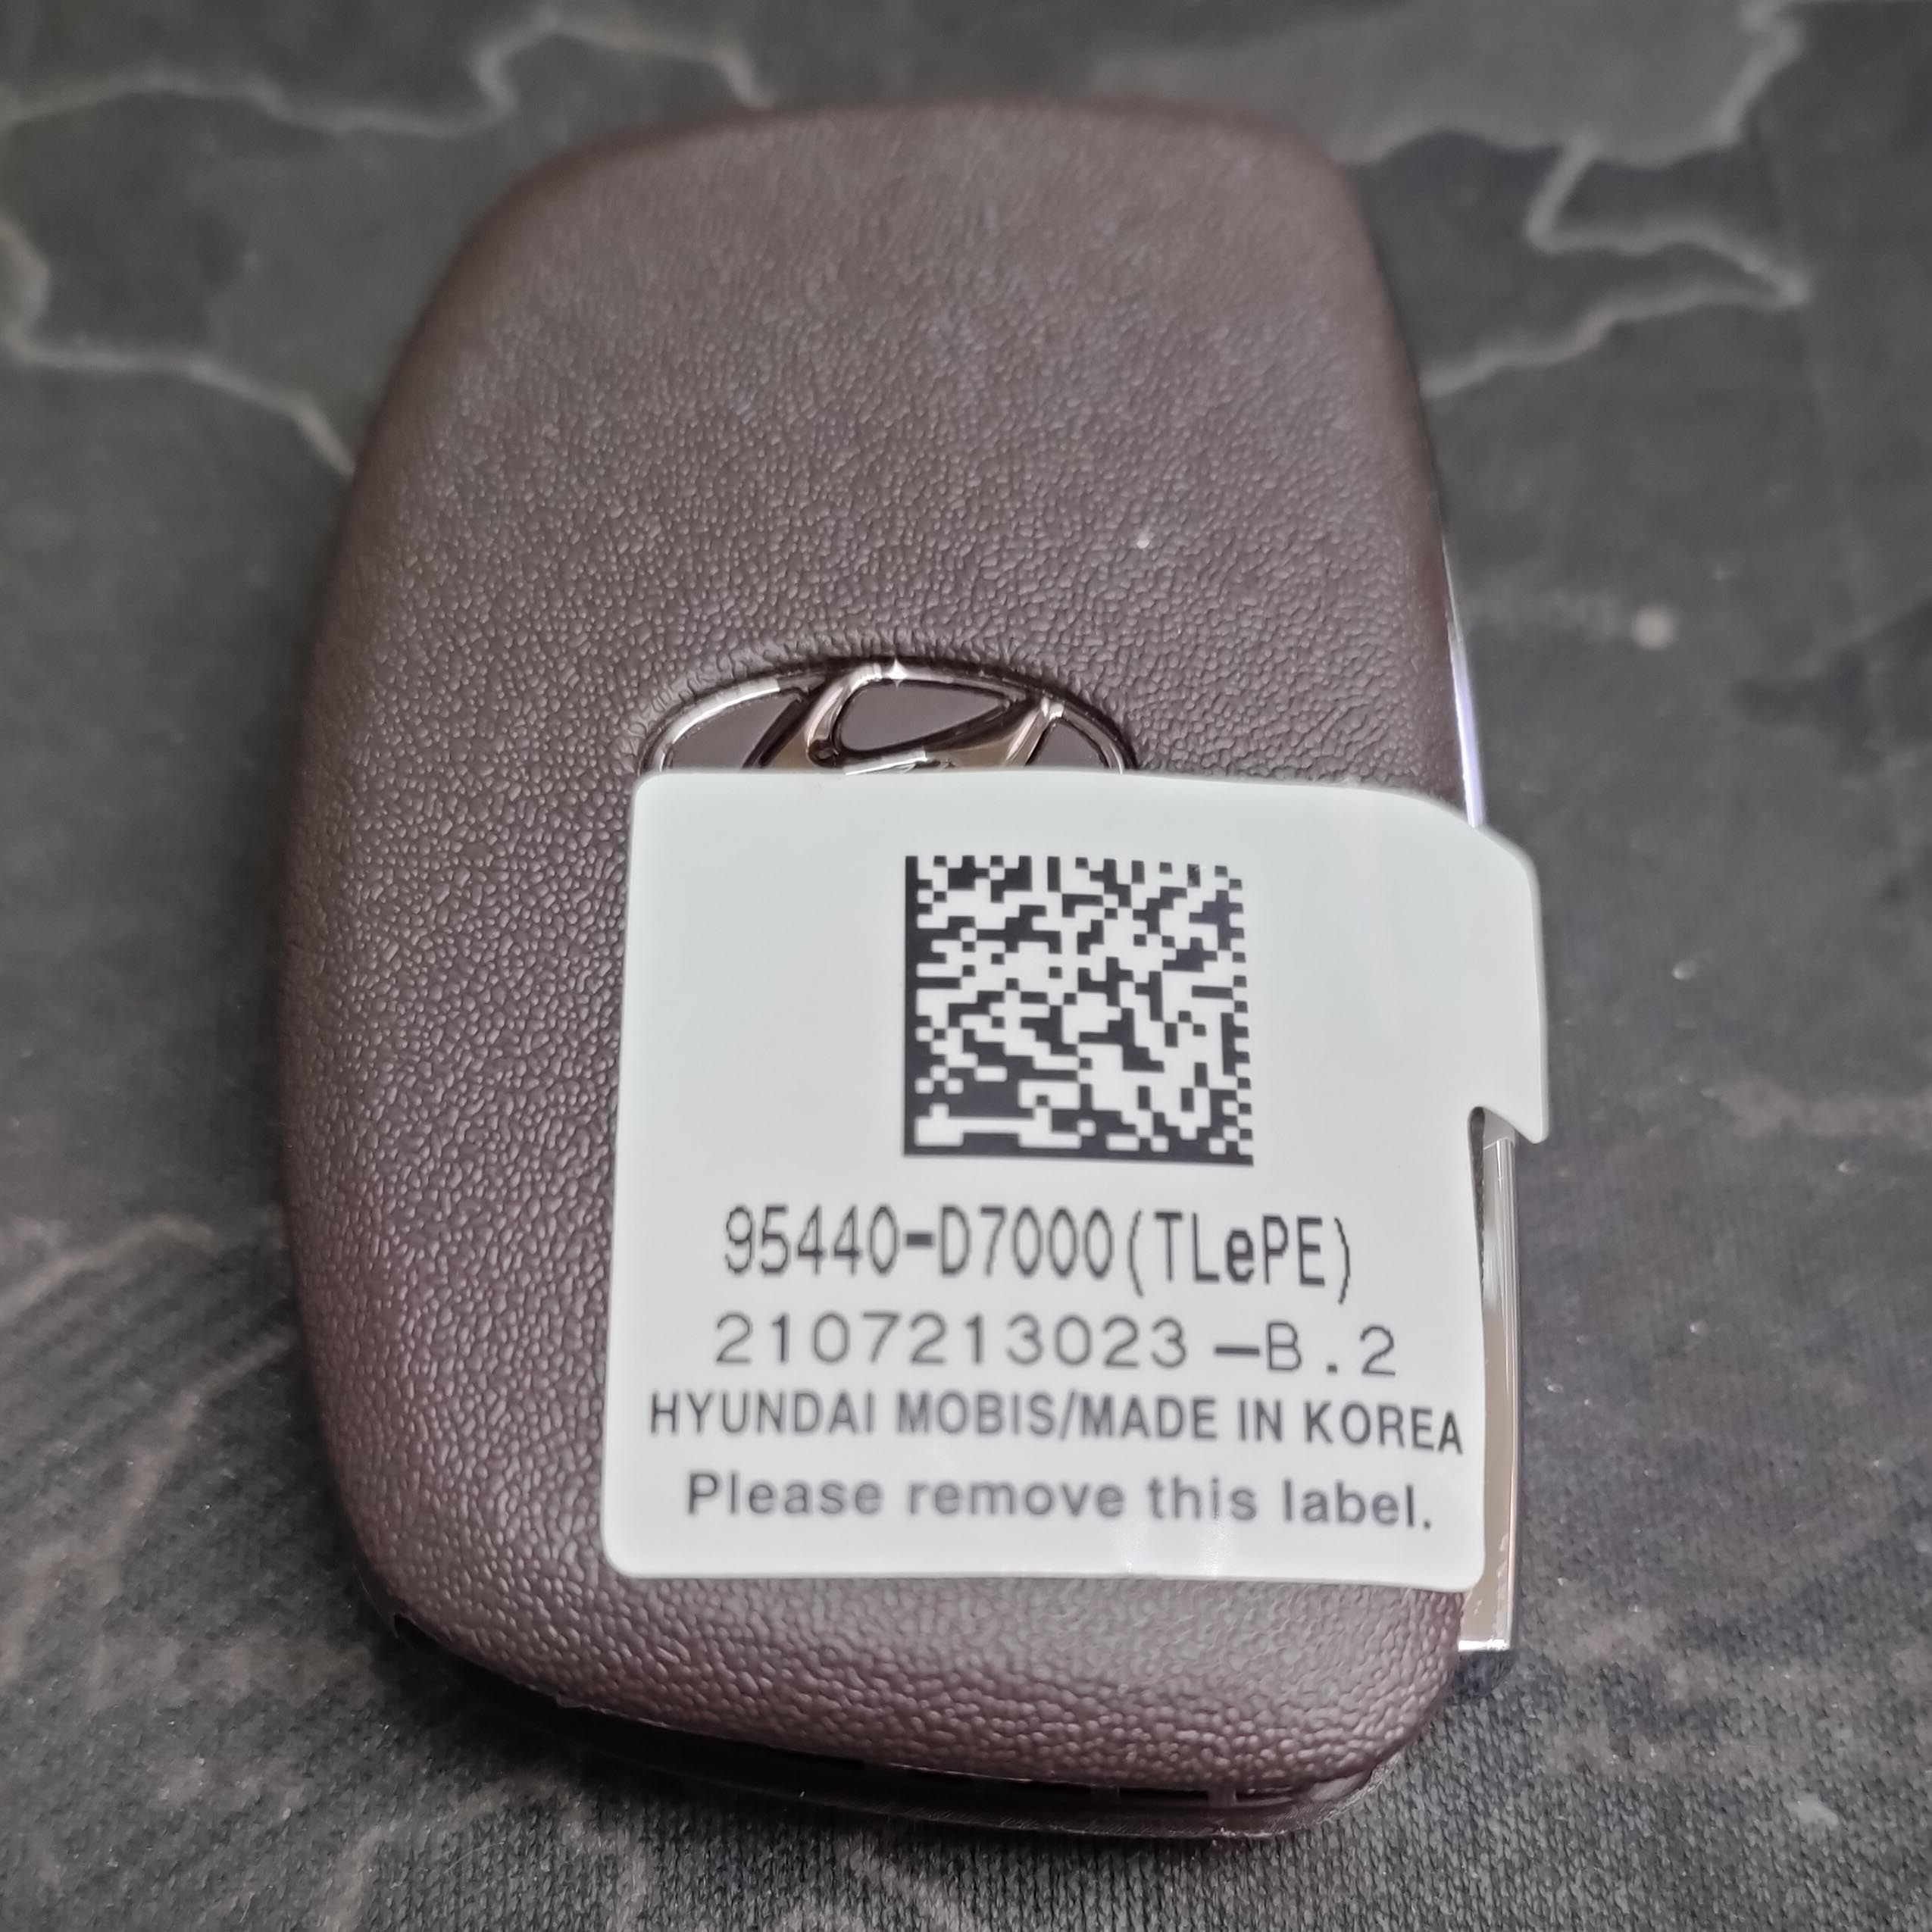 95440-D7000(TLePE)
2107213023-B.2
HYUNDAI MOBIS/MADE IN KOREA
Please remove this label.